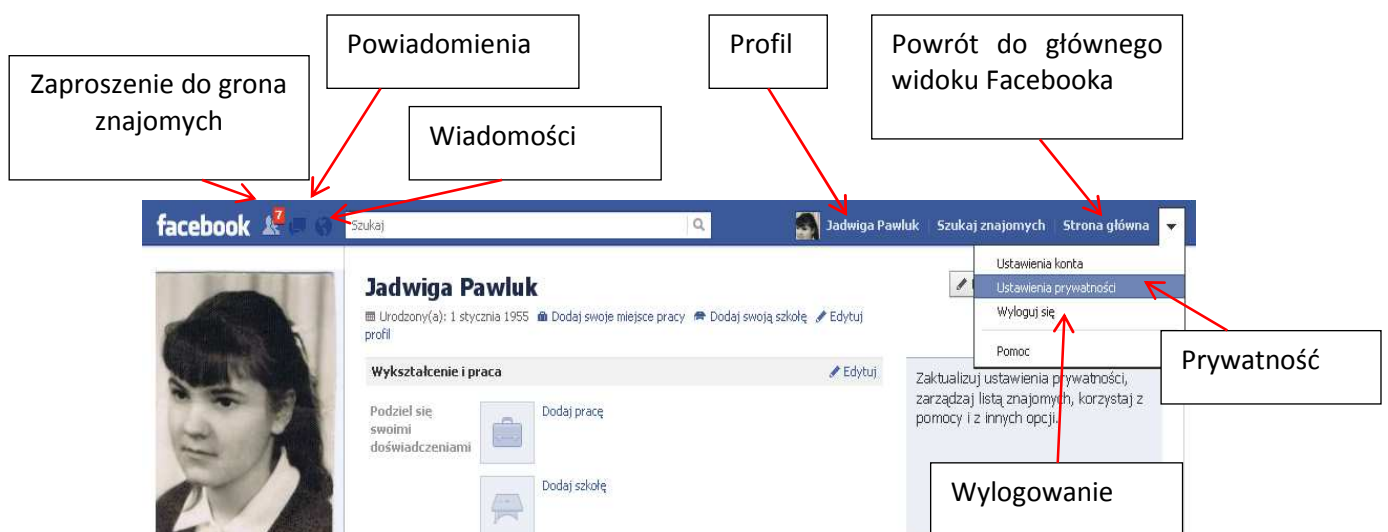 Powiadomienia
Profil
Powrót do głównego
widoku Facebooka
Zaproszenie do grona
znajomych
Wiadomości
facebook 7 Szukaj Jadwiga Pawluk Szukaj znajomych Strona główna
Ustawienia konta
Ustawienia prywatności
Wyloguj się
Pomoc
Prywatność
Jadwiga Pawluk
Urodzony(a): 1 stycznia 1955 Dodaj swoje miejsce pracy Dodaj swoją szkołę Edytuj
profil
Wykształcenie i praca Edytuj
Zaktualizuj ustawienia prywatności,
zarządzaj listą znajomych, korzystaj z
pomocy i z innych opcji.
Podziel się
swoimi
doświadczeniami
Dodaj pracę
Dodaj szkołę
Wylogowanie